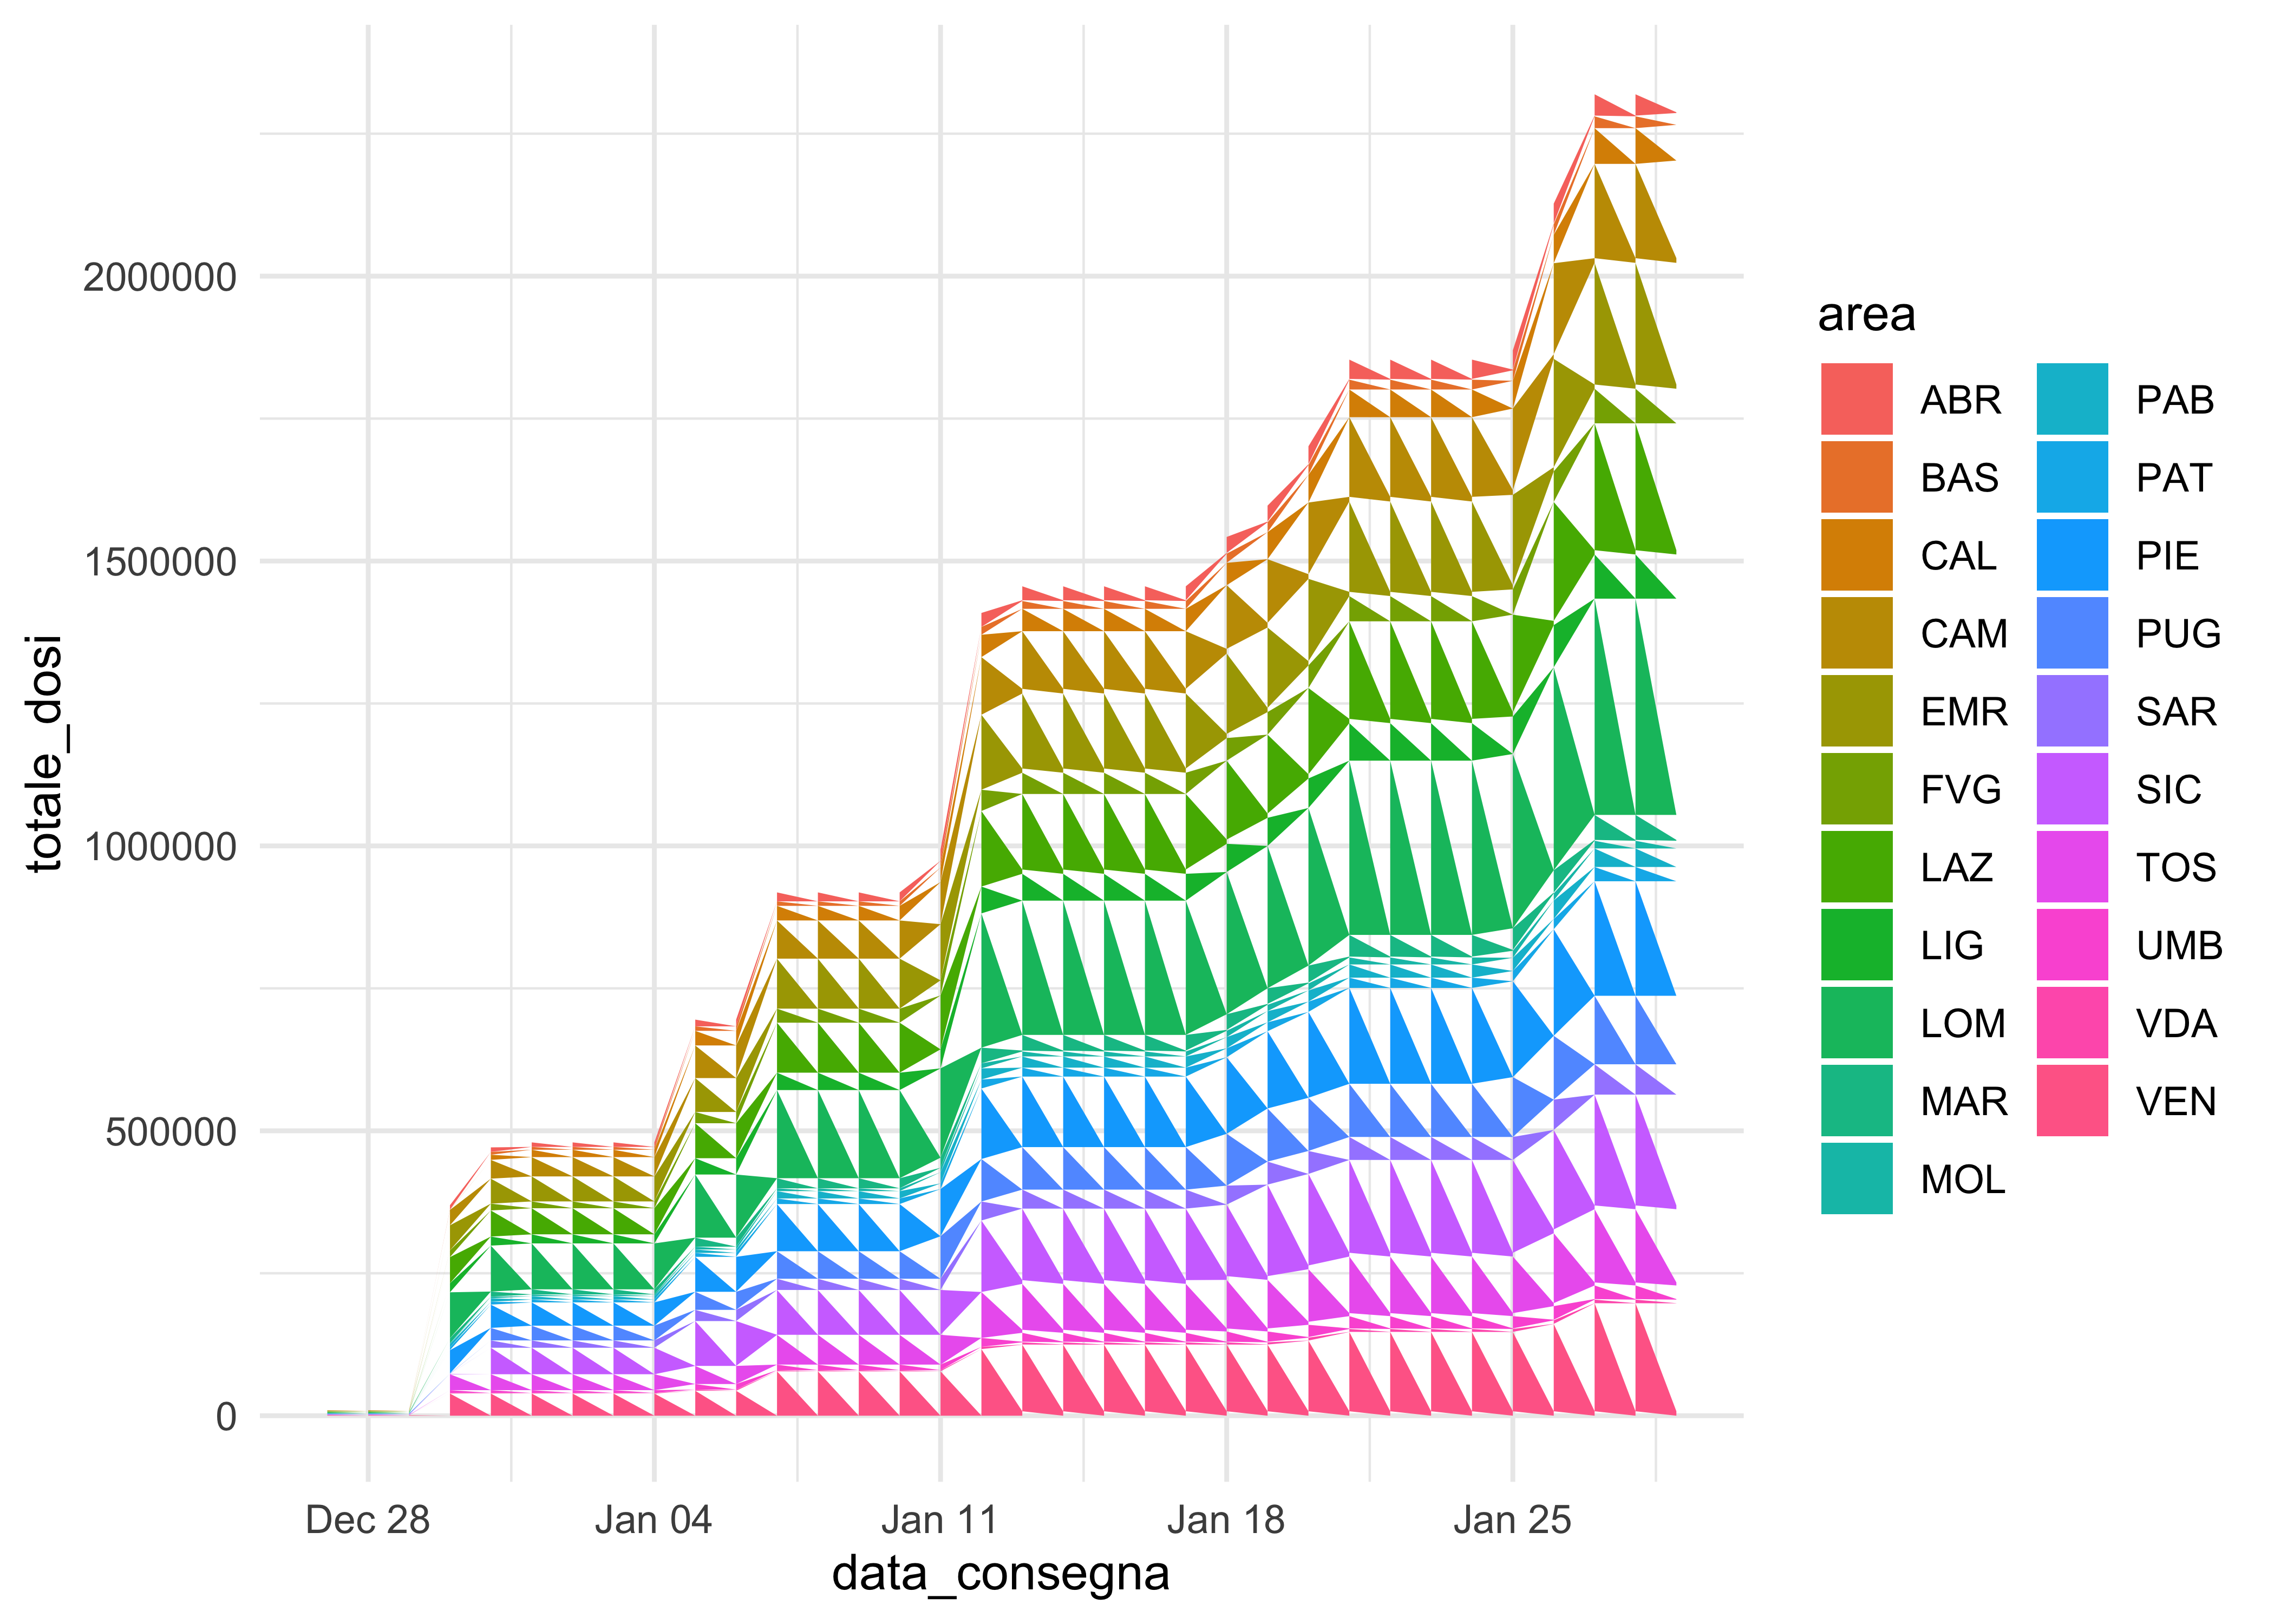 totale_dosi
2000000
1500000
1000000
500000
0
Dec 28
Jan 04
Jan 11
Jan 18
Jan 25
data_consegna
area
ABR
BAS
CAL
CAM
EMR
FVG
LAZ
LIG
LOM
MAR
MOL
PAB
PAT
PIE
PUG
SAR
SIC
TOS
UMB
VDA
VEN